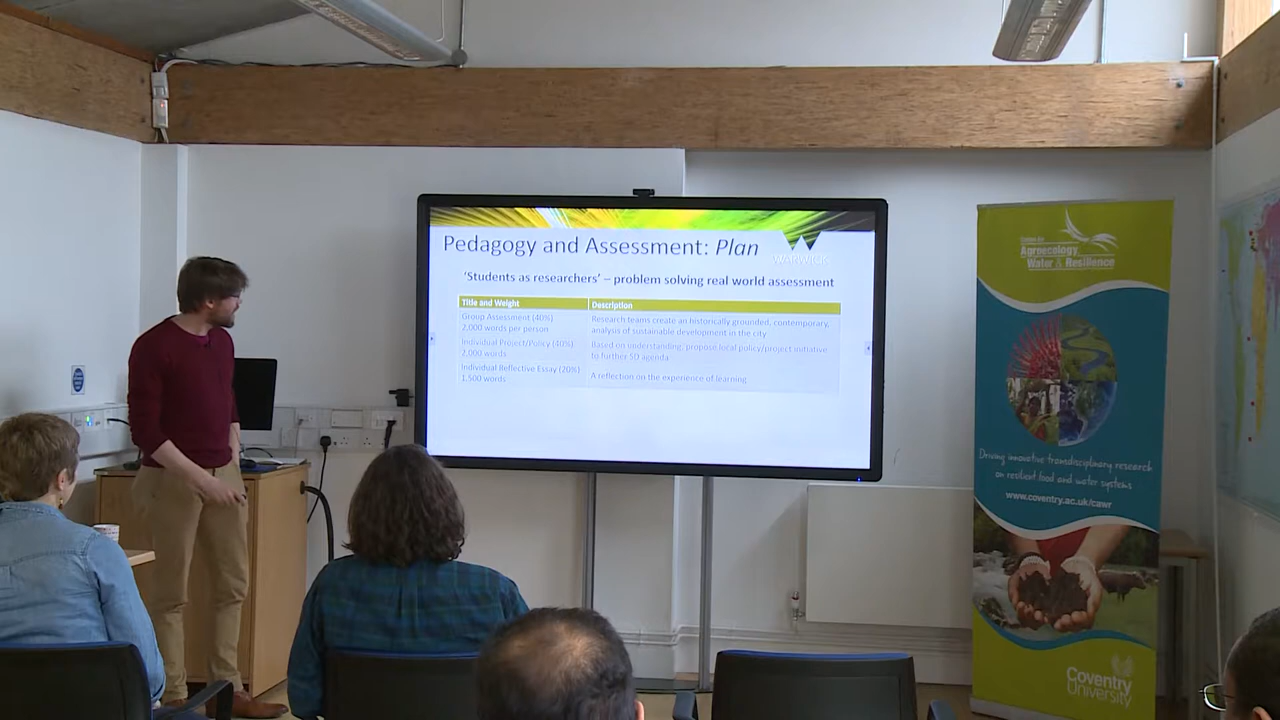 Pedagogy and Assessment: Plan
WARWICK
'Students as researchers' – problem solving real world assessment
Title and Weight
Description
Group Assessment (40%)
2,000 words per person
Research teams create an historically grounded, contemporary,
analysis of sustainable development in the city
Individual Project/Policy (40%)
2,000 words
Based on understanding, propose local policy/project initiative
to further SD agenda
Individual Reflective Essay (20%)
1,500 words
A reflection on the experience of learning
Agroecology,
Water & Resilience
Driving innovative transdisciplinary research
on resilient food and water systems
www.coventry.ac.uk/cawr
Coventry
University